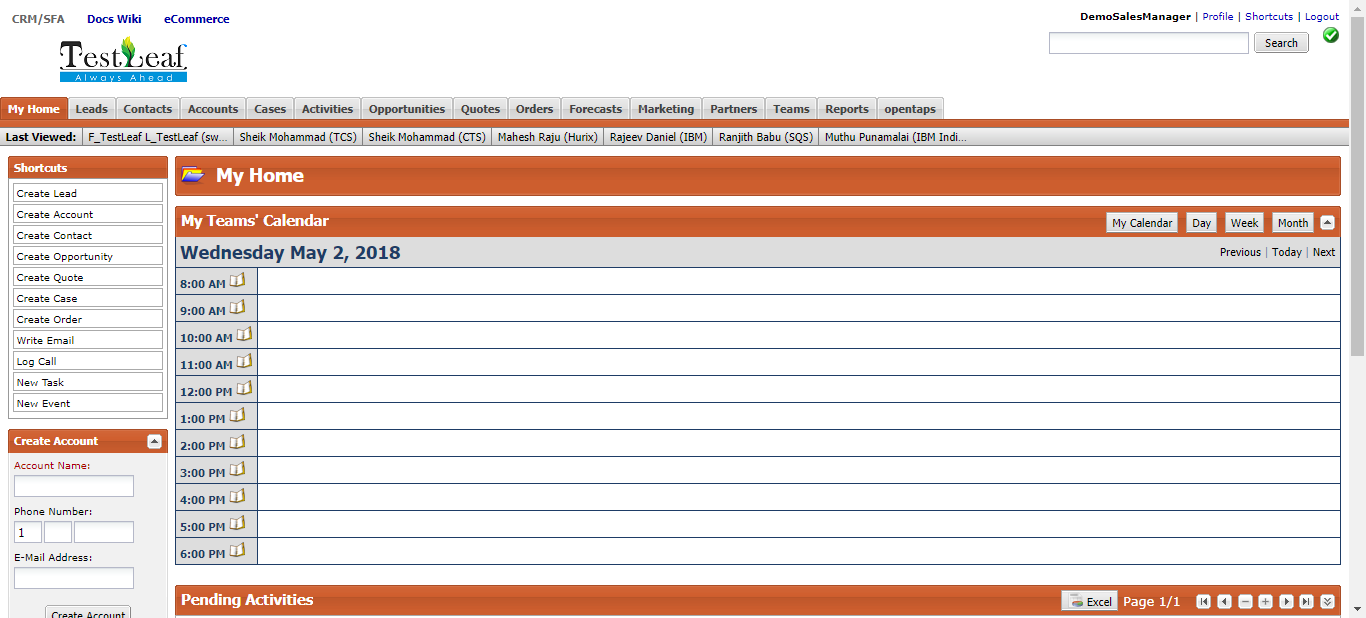 CRM/SFA Docs Wiki eCommerce
DemoSalesManager | Profile | Shortcuts | Logout
TestLeaf
Always Ahead
Search
My Home Leads Contacts Accounts Cases Activities Opportunities Quotes Orders Forecasts Marketing Partners Teams Reports opentaps
Last Viewed: F_TestLeaf L_TestLeaf (sw... Sheik Mohammad (TCS) Sheik Mohammad (CTS) Mahesh Raju (Hurix) Rajeev Daniel (IBM) Ranjith Babu (SQS) Muthu Punamalai (IBM Indi...
Shortcuts
Create Lead
Create Account
Create Contact
Create Opportunity
Create Quote
Create Case
Create Order
Write Email
Log Call
New Task
New Event
Create Account
Account Name:
Phone Number:
1
E-Mail Address:
Create Account
My Home
My Teams' Calendar My Calendar Day Week Month
Wednesday May 2, 2018 Previous | Today | Next
8:00 AM
9:00 AM
10:00 AM
11:00 AM
12:00 PM
1:00 PM
2:00 PM
3:00 PM
4:00 PM
5:00 PM
6:00 PM
Pending Activities Excel Page 1/1